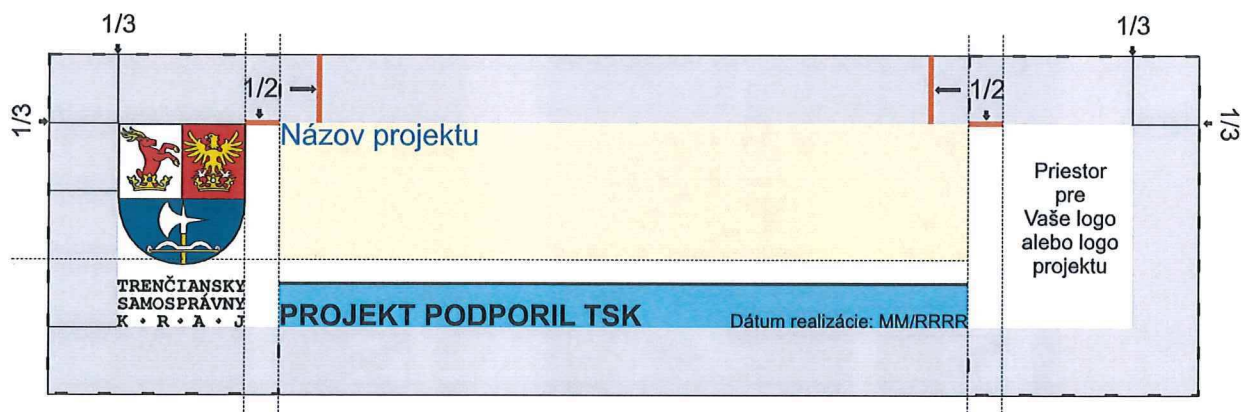 1/3
1/3
1/2
1/2
1/3
1/3
Názov projektu
Priestor
pre
Vaše logo
alebo logo
projektu
TRENČIANSKY
SAMOSPRÁVNY
K · R · A · J
PROJEKT PODPORIL TSK
Dátum realizácie: MM/RRRR